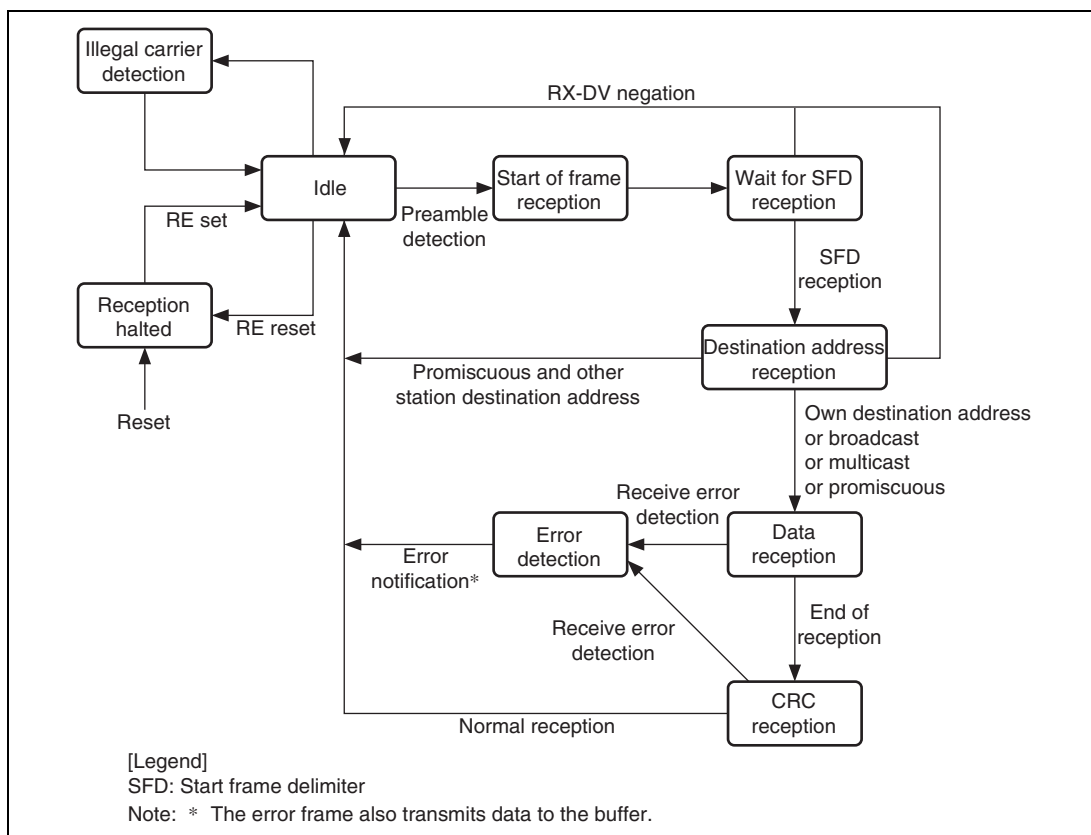 Illegal carrier
detection
RX-DV negation
Idle
Start of frame
reception
Wait for SFD
reception
Preamble
detection
RE set
SFD
reception
Reception
halted
RE reset
Destination address
reception
Promiscuous and other
station destination address
Reset
Own destination address
or broadcast
or multicast
or promiscuous
Receive error
detection
Error
detection
Data
reception
Error
notification*
End of
reception
Receive error
detection
CRC
reception
Normal reception
[Legend]
SFD: Start frame delimiter
Note: * The error frame also transmits data to the buffer.